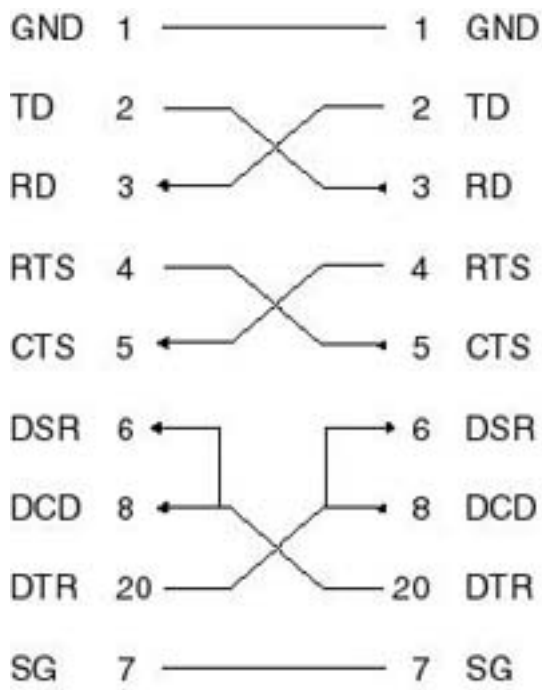 GND 1 1 GND
TD 2 2 TD
RD 3 3 RD
RTS 4 4 RTS
CTS 5 5 CTS
DSR 6 6 DSR
DCD 8 8 DCD
DTR 20 20 DTR
SG 7 7 SG